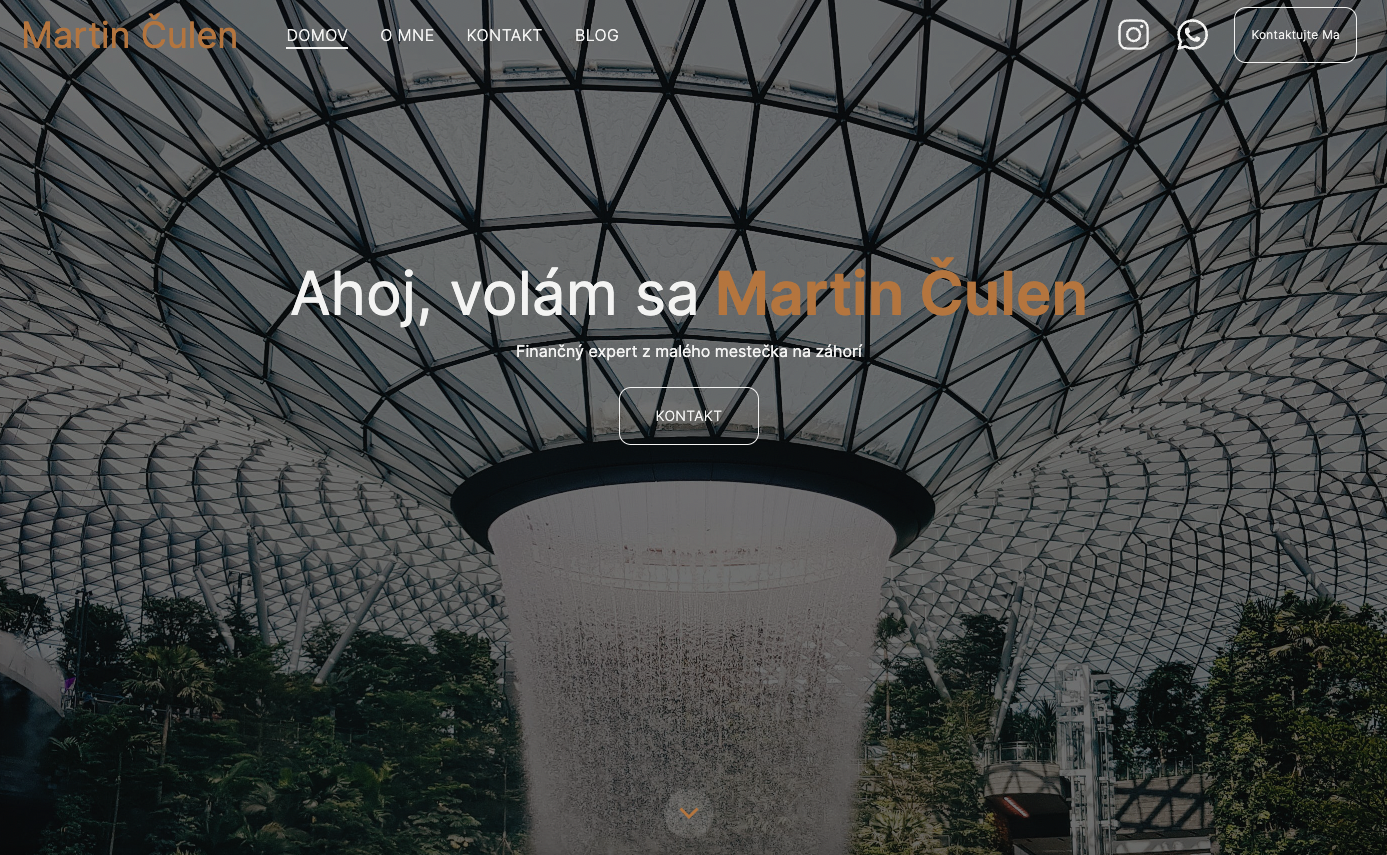 Martin Čulen
DOMOV
O MNE
KONTAKT
BLOG
Kontaktujte Ma
Ahoj, volám sa Martin Čulen
Finančný expert z malého mestečka na záhorí
KONTAKT